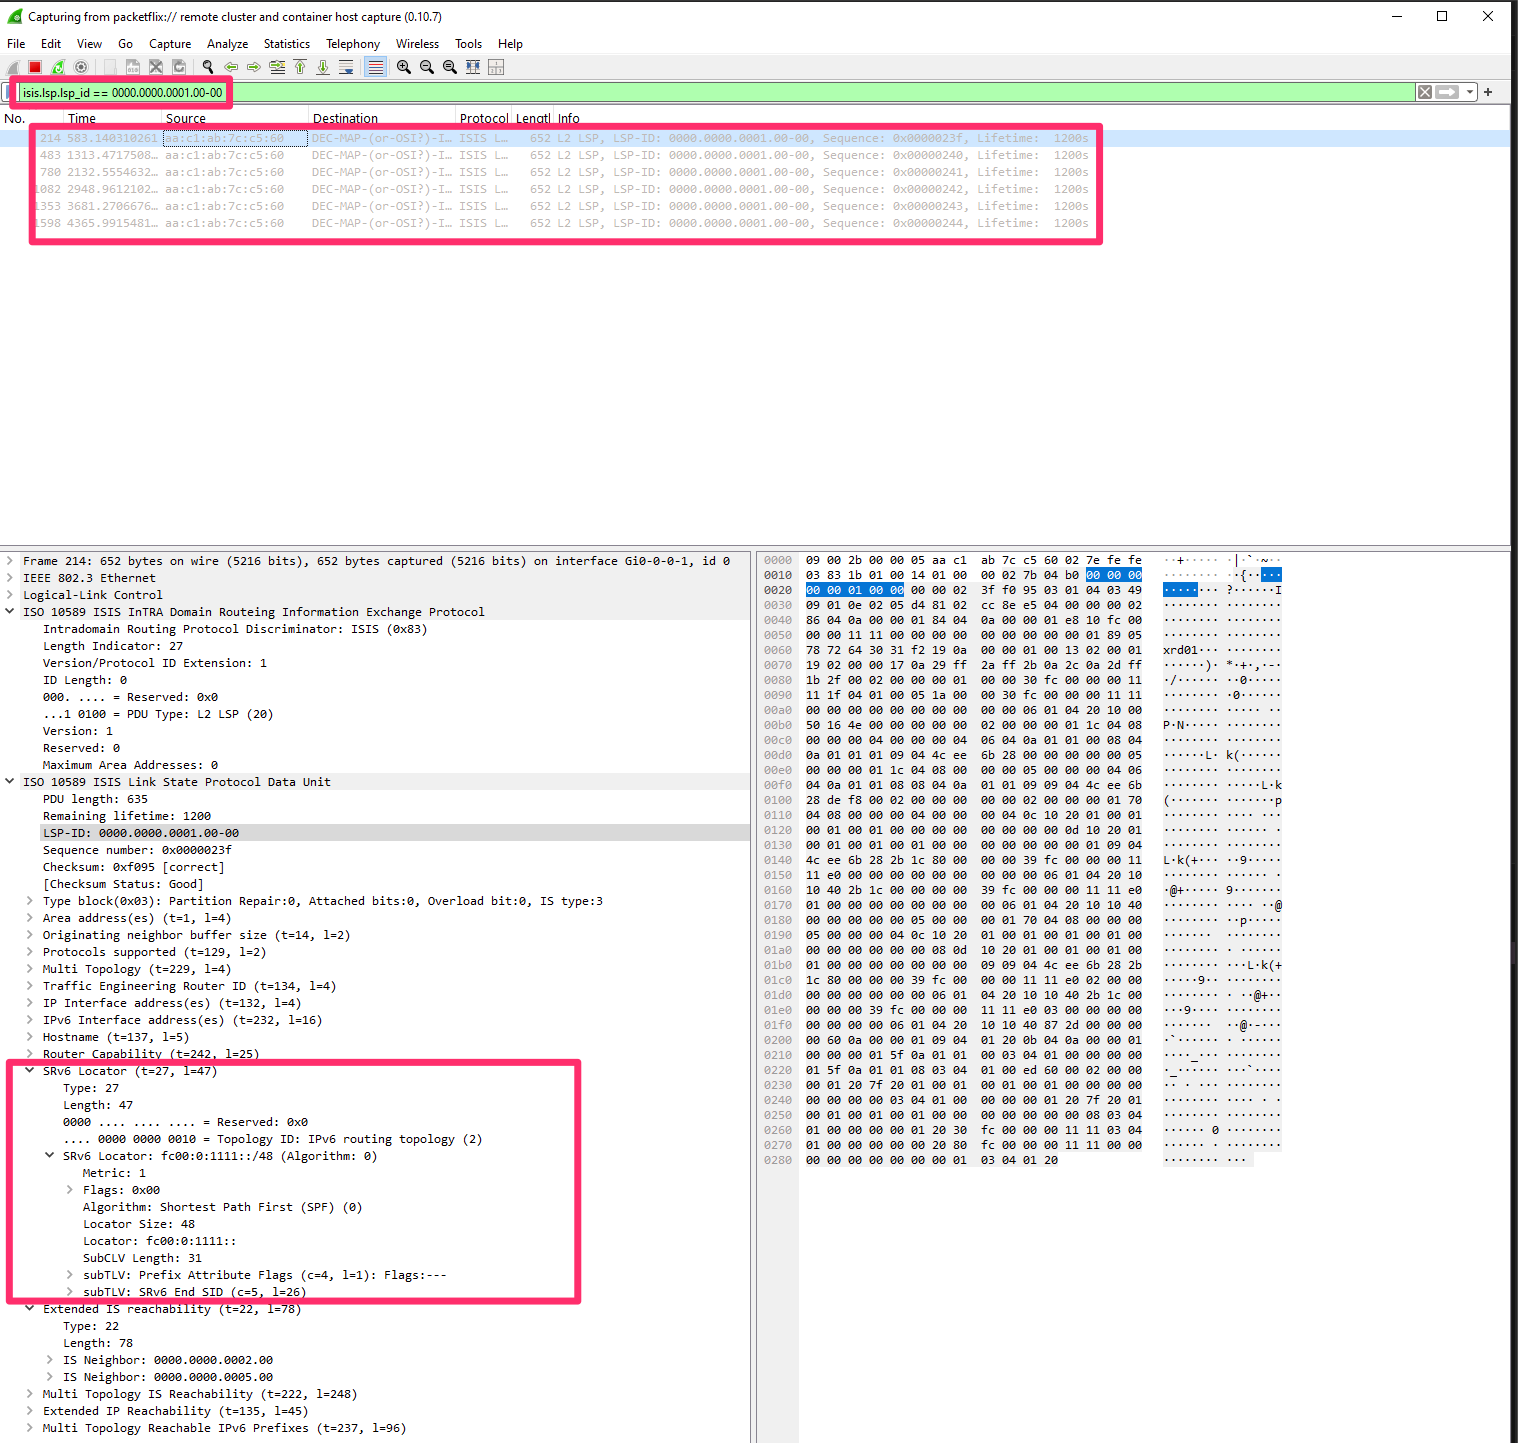 Capturing from packetflix:// remote cluster and container host capture (0.10.7)
File Edit View Go Capture Analyze Statistics Telephony Wireless Tools Help
isis.lsp.lsp_id == 0000.0000.0001.00-00
No. Time Source Destination Protocol Lengtl Info
214 583.140310261 aa:c1:ab:7c:c5:60 DEC-MAP-(or-OSI?)-I… ISIS L… 652 L2 LSP, LSP-ID: 0000.0000.0001.00-00, Sequence: 0x0000023f, Lifetime: 1200s
483 1313.4717508… aa:c1:ab:7c:c5:60 DEC-MAP-(or-OSI?)-I… ISIS L… 652 L2 LSP, LSP-ID: 0000.0000.0001.00-00, Sequence: 0x00000240, Lifetime: 1200s
780 2132.5554632… aa:c1:ab:7c:c5:60 DEC-MAP-(or-OSI?)-I… ISIS L… 652 L2 LSP, LSP-ID: 0000.0000.0001.00-00, Sequence: 0x00000241, Lifetime: 1200s
1082 2948.9612102… aa:c1:ab:7c:c5:60 DEC-MAP-(or-OSI?)-I… ISIS L… 652 L2 LSP, LSP-ID: 0000.0000.0001.00-00, Sequence: 0x00000242, Lifetime: 1200s
1353 3681.2706676… aa:c1:ab:7c:c5:60 DEC-MAP-(or-OSI?)-I… ISIS L… 652 L2 LSP, LSP-ID: 0000.0000.0001.00-00, Sequence: 0x00000243, Lifetime: 1200s
1598 4365.9915481… aa:c1:ab:7c:c5:60 DEC-MAP-(or-OSI?)-I… ISIS L… 652 L2 LSP, LSP-ID: 0000.0000.0001.00-00, Sequence: 0x00000244, Lifetime: 1200s
Frame 214: 652 bytes on wire (5216 bits), 652 bytes captured (5216 bits) on interface Gi0-0-0-1, id 0
IEEE 802.3 Ethernet
Logical-Link Control
ISO 10589 ISIS InTRA Domain Routeing Information Exchange Protocol
Intradomain Routing Protocol Discriminator: ISIS (0x83)
Length Indicator: 27
Version/Protocol ID Extension: 1
ID Length: 0
000. .... = Reserved: 0x0
...1 0100 = PDU Type: L2 LSP (20)
Version: 1
Reserved: 0
Maximum Area Addresses: 0
ISO 10589 ISIS Link State Protocol Data Unit
PDU length: 635
Remaining lifetime: 1200
LSP-ID: 0000.0000.0001.00-00
Sequence number: 0x0000023f
Checksum: 0xf095 [correct]
[Checksum Status: Good]
Type block(0x03): Partition Repair:0, Attached bits:0, Overload bit:0, IS type:3
Area address(es) (t=1, l=4)
Originating neighbor buffer size (t=14, l=2)
Protocols supported (t=129, l=2)
Multi Topology (t=229, l=4)
Traffic Engineering Router ID (t=134, l=4)
IP Interface address(es) (t=132, l=4)
IPv6 Interface address(es) (t=232, l=16)
Hostname (t=137, l=5)
Router Capability (t=242, l=25)
SRv6 Locator (t=27, l=47)
Type: 27
Length: 47
0000 .... .... .... = Reserved: 0x0
.... 0000 0000 0010 = Topology ID: IPv6 routing topology (2)
SRv6 Locator: fc00:0:1111::/48 (Algorithm: 0)
Metric: 1
Flags: 0x00
Algorithm: Shortest Path First (SPF) (0)
Locator Size: 48
Locator: fc00:0:1111::
SubCLV Length: 31
subTLV: Prefix Attribute Flags (c=4, l=1): Flags:---
subTLV: SRv6 End SID (c=5, l=26)
Extended IS reachability (t=22, l=78)
Type: 22
Length: 78
IS Neighbor: 0000.0000.0002.00
IS Neighbor: 0000.0000.0005.00
Multi Topology IS Reachability (t=222, l=248)
Extended IP Reachability (t=135, l=45)
Multi Topology Reachable IPv6 Prefixes (t=237, l=96)
0000 09 00 2b 00 00 05 aa c1 ab 7c c5 60 02 7e fe fe
0010 03 83 1b 01 00 14 01 00 00 02 7b 04 b0 00 00 00
0020 00 00 01 00 00 00 00 02 3f f0 95 03 01 04 03 49
0030 09 01 0e 02 05 d4 81 02 cc 8e e5 04 00 00 00 02
0040 86 04 0a 00 00 01 84 04 0a 00 00 01 e8 10 fc 00
0050 00 00 11 11 00 00 00 00 00 00 00 00 00 01 89 05
0060 78 72 64 30 31 f2 19 0a 00 00 01 00 13 02 00 01
0070 19 02 00 00 17 0a 29 ff 2a ff 2b 0a 2c 0a 2d ff
0080 1b 2f 00 02 00 00 00 01 00 00 30 fc 00 00 00 11
0090 11 1f 04 01 00 05 1a 00 00 30 fc 00 00 00 11 11
00a0 00 00 00 00 00 00 00 00 00 00 06 01 04 20 10 00
00b0 50 16 4e 00 00 00 00 00 02 00 00 00 01 1c 04 08
00c0 00 00 00 04 00 00 00 04 06 04 0a 01 01 00 08 04
00d0 0a 01 01 01 09 04 4c ee 6b 28 00 00 00 00 00 05
00e0 00 00 00 01 1c 04 08 00 00 00 05 00 00 00 04 06
00f0 04 0a 01 01 08 08 04 0a 01 01 09 09 04 4c ee 6b
0100 28 de f8 00 02 00 00 00 00 00 02 00 00 00 01 70
0110 04 08 00 00 00 04 00 00 00 04 0c 10 20 01 00 01
0120 00 01 00 01 00 00 00 00 00 00 00 00 0d 10 20 01
0130 00 01 00 01 00 01 00 00 00 00 00 00 00 01 09 04
0140 4c ee 6b 28 2b 1c 80 00 00 00 39 fc 00 00 00 11
0150 11 e0 00 00 00 00 00 00 00 00 00 06 01 04 20 10
0160 10 40 2b 1c 00 00 00 00 39 fc 00 00 00 11 11 e0
0170 01 00 00 00 00 00 00 00 00 06 01 04 20 10 10 40
0180 00 00 00 00 00 05 00 00 00 01 70 04 08 00 00 00
0190 05 00 00 00 04 0c 10 20 01 00 01 00 01 00 01 00
01a0 00 00 00 00 00 00 08 0d 10 20 01 00 01 00 01 00
01b0 01 00 00 00 00 00 00 00 09 09 04 4c ee 6b 28 2b
01c0 1c 80 00 00 00 39 fc 00 00 00 11 11 e0 02 00 00
01d0 00 00 00 00 00 00 06 01 04 20 10 10 40 2b 1c 00
01e0 00 00 00 39 fc 00 00 00 11 11 e0 03 00 00 00 00
01f0 00 00 00 00 06 01 04 20 10 10 40 87 2d 00 00 00
0200 00 60 0a 00 00 01 09 04 01 20 0b 04 0a 00 00 01
0210 00 00 00 01 5f 0a 01 01 00 03 04 01 00 00 00 00
0220 01 5f 0a 01 01 08 03 04 01 00 ed 60 00 02 00 00
0230 00 01 20 7f 20 01 00 01 00 01 00 01 00 00 00 00
0240 00 00 00 00 03 04 01 00 00 00 00 01 20 7f 20 01
0250 00 01 00 01 00 01 00 00 00 00 00 00 00 08 03 04
0260 01 00 00 00 00 01 20 30 fc 00 00 00 11 11 03 04
0270 01 00 00 00 00 00 20 80 fc 00 00 00 11 11 00 00
0280 00 00 00 00 00 00 00 01 03 04 01 20